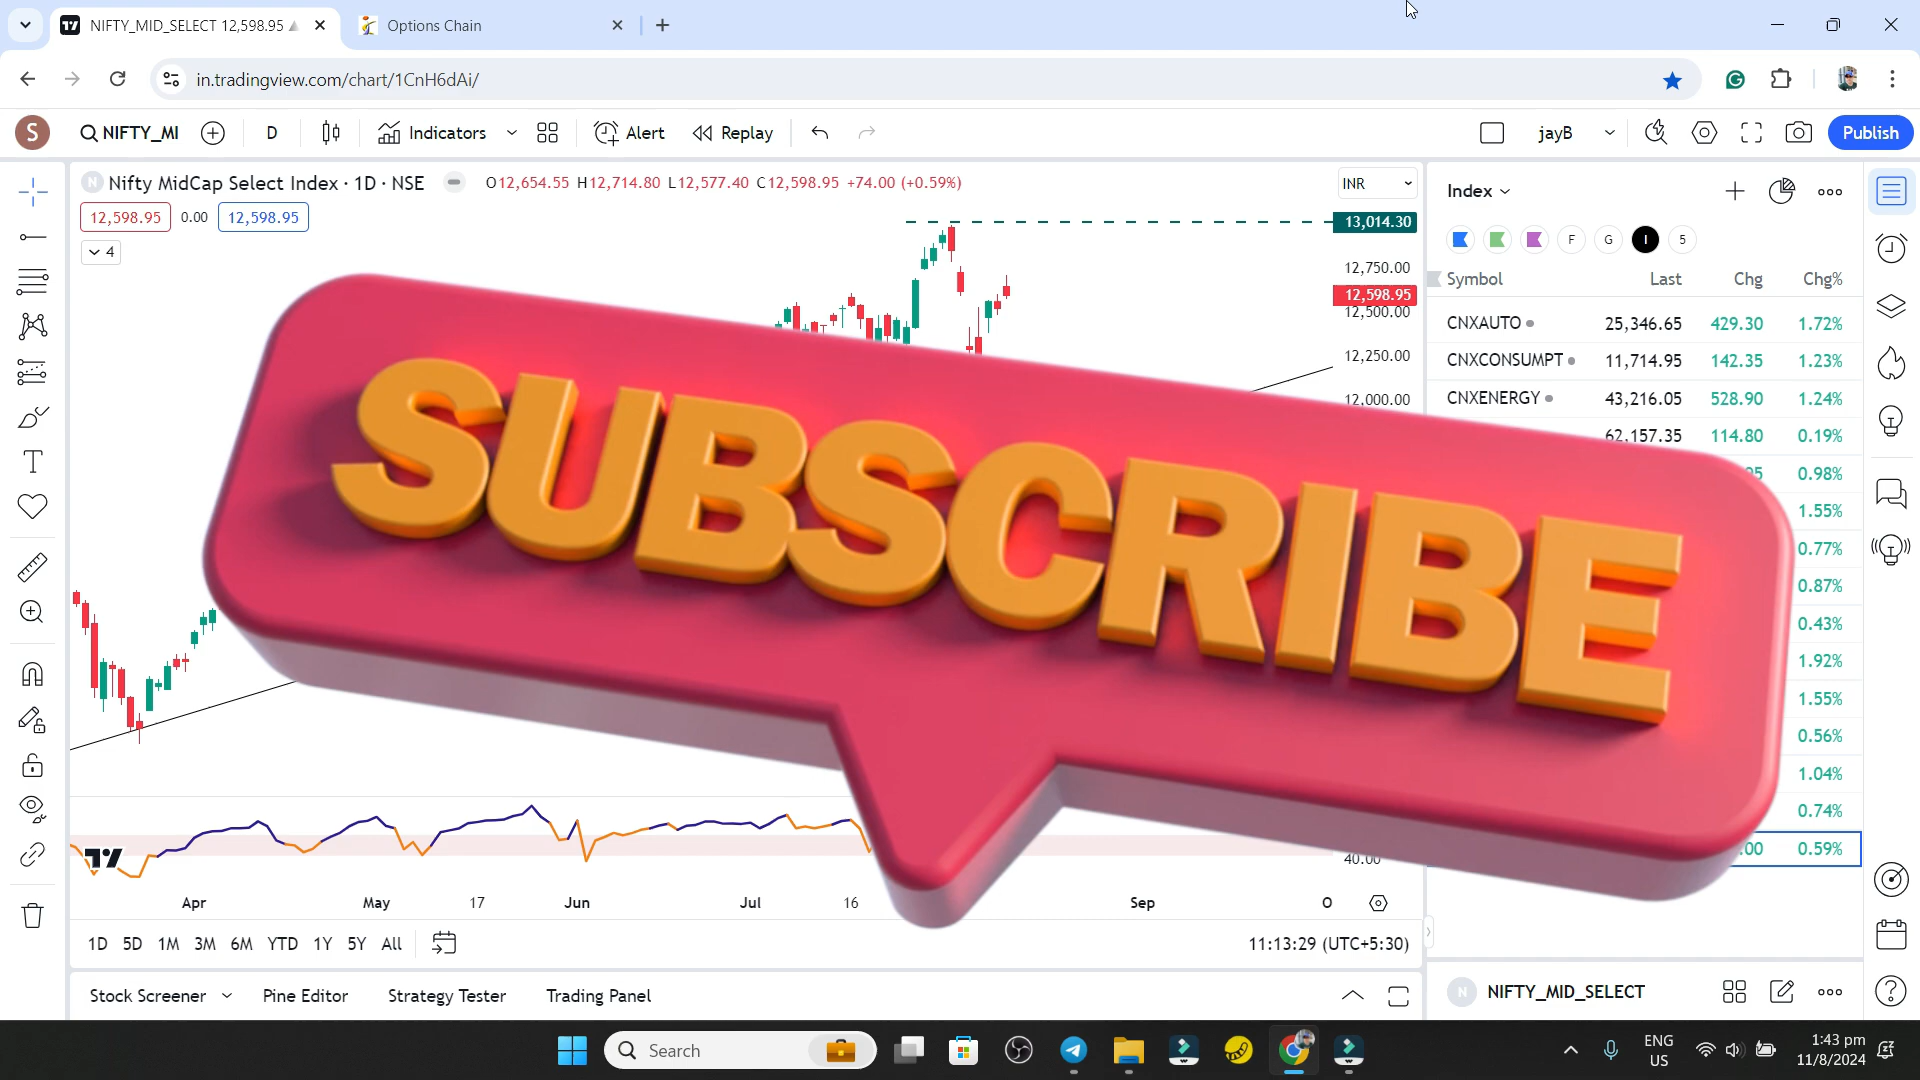 NIFTY_MID_SELECT 12,598.95
Options Chain
in.tradingview.com/chart/1CnH6dAi/
S
NIFTY_MI
D
Indicators
Alert
Replay
jayB
Publish
N
Nifty MidCap Select Index · 1D · NSE
O12,654.55 H12,714.80 L12,577.40 C12,598.95 +74.00 (+0.59%)
INR
12,598.95
0.00
12,598.95
4
13,014.30
12,750.00
12,598.95
12,500.00
12,250.00
12,000.00
SUBSCRIBE
40.00
Apr May 17 Jun Jul 16 Sep O
1D 5D 1M 3M 6M YTD 1Y 5Y All
11:13:29 (UTC+5:30)
Stock Screener
Pine Editor
Strategy Tester
Trading Panel
Index
F G I 5
Symbol Last Chg Chg%
CNXAUTO 25,346.65 429.30 1.72%
CNXCONSUMPT 11,714.95 142.35 1.23%
CNXENERGY 43,216.05 528.90 1.24%
62,157.35 114.80 0.19%
0.98%
1.55%
0.77%
0.87%
0.43%
1.92%
1.55%
0.56%
1.04%
0.74%
.00 0.59%
N
NIFTY_MID_SELECT
Search
ENG
US
1:43 pm
11/8/2024